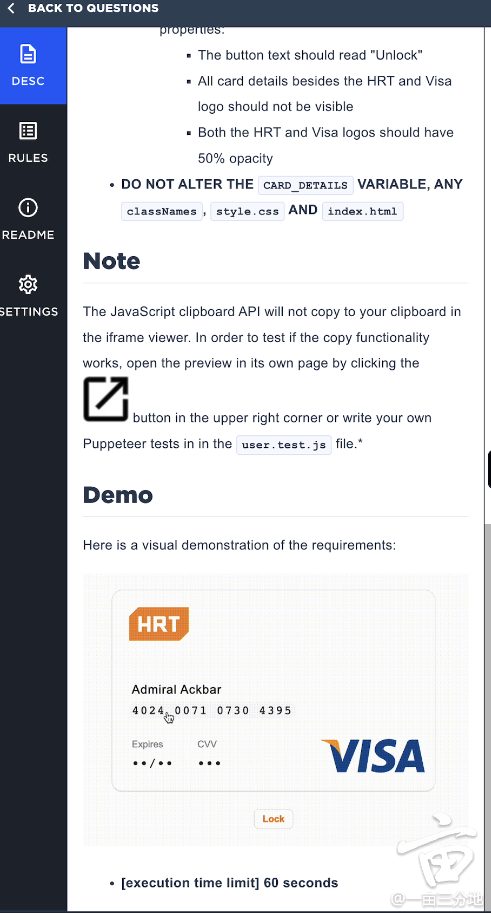 BACK TO QUESTIONS
properties:
The button text should read "Unlock"
All card details besides the HRT and Visa
logo should not be visible
Both the HRT and Visa logos should have
50% opacity
DO NOT ALTER THE CARD_DETAILS VARIABLE, ANY
classNames, style.css AND index.html
DESC
RULES
README
SETTINGS
Note
The JavaScript clipboard API will not copy to your clipboard in
the iframe viewer. In order to test if the copy functionality
works, open the preview in its own page by clicking the
button in the upper right corner or write your own
Puppeteer tests in in the user.test.js file.*
Demo
Here is a visual demonstration of the requirements:
HRT
Admiral Ackbar
4024 0071 0730 4395
Expires CVV
••/•• •••
VISA
Lock
[execution time limit] 60 seconds
@一亩三分地